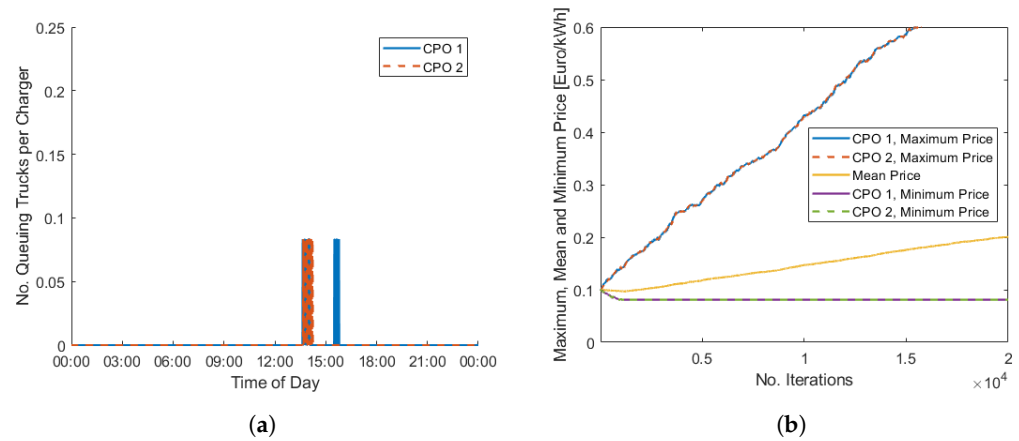 No. Queuing Trucks per Charger
0.25
0.2
0.15
0.1
0.05
0
00:00 03:00 06:00 09:00 12:00 15:00 18:00 21:00 00:00
Time of Day
CPO 1
CPO 2
(a)
Maximum, Mean and Minimum Price [Euro/kWh]
0.6
0.5
0.4
0.3
0.2
0.1
0
0.5 1 1.5 2
×10⁴
No. Iterations
CPO 1, Maximum Price
CPO 2, Maximum Price
Mean Price
CPO 1, Minimum Price
CPO 2, Minimum Price
(b)